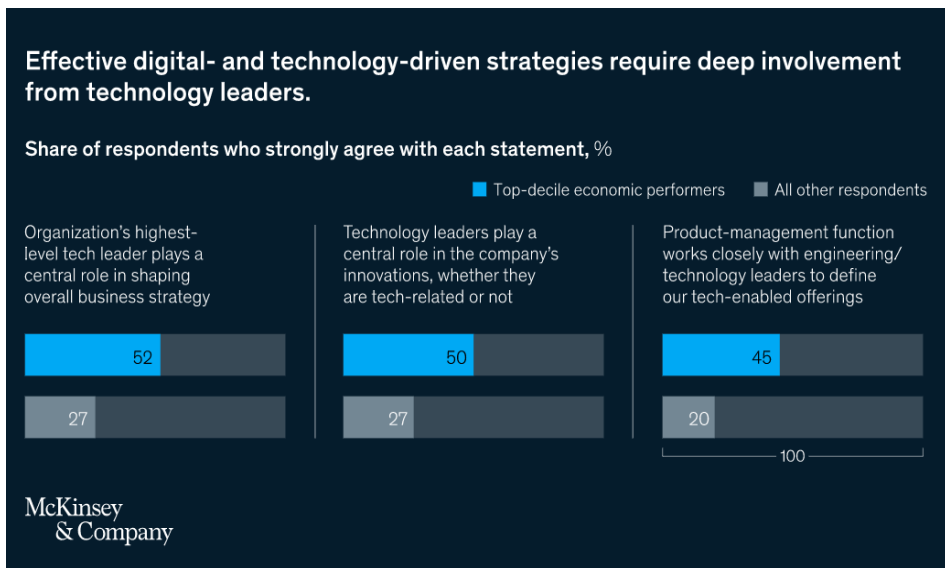 Effective digital- and technology-driven strategies require deep involvement
from technology leaders.
Share of respondents who strongly agree with each statement, %
Top-decile economic performers
All other respondents
Organization’s highest-
level tech leader plays a
central role in shaping
overall business strategy
52
27
Technology leaders play a
central role in the company’s
innovations, whether they
are tech-related or not
50
27
Product-management function
works closely with engineering/
technology leaders to define
our tech-enabled offerings
45
20
100
McKinsey
& Company